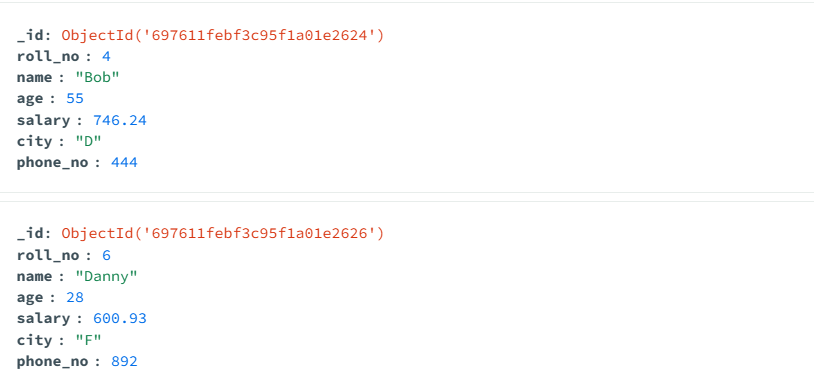 _id: ObjectId('697611febf3c95f1a01e2624')
roll_no : 4
name : "Bob"
age : 55
salary : 746.24
city : "D"
phone_no : 444
_id: ObjectId('697611febf3c95f1a01e2626')
roll_no : 6
name : "Danny"
age : 28
salary : 600.93
city : "F"
phone_no : 892